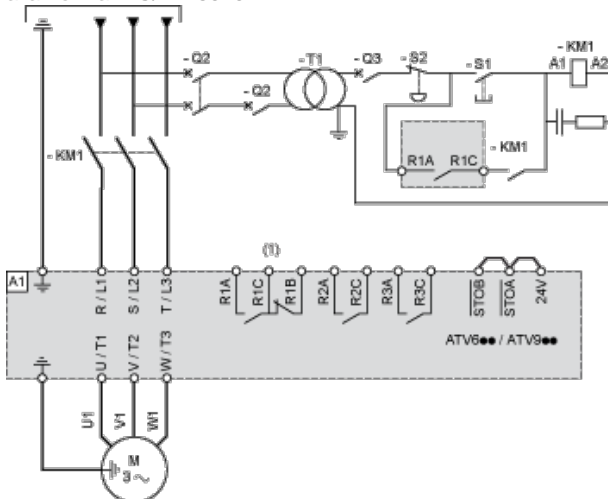 - Q2
- T1
- Q3
- S2
- S1
- KM1
A1
A2
- Q2
- KM1
R1A
R1C
- KM1
(1)
A1
R / L1
S / L2
T / L3
R1A
R1C
R1B
R2A
R2C
R3A
R3C
STOB
STOA
24V
ATV6●● / ATV9●●
U / T1
V / T2
W / T3
U1
V1
W1
M
3 ~